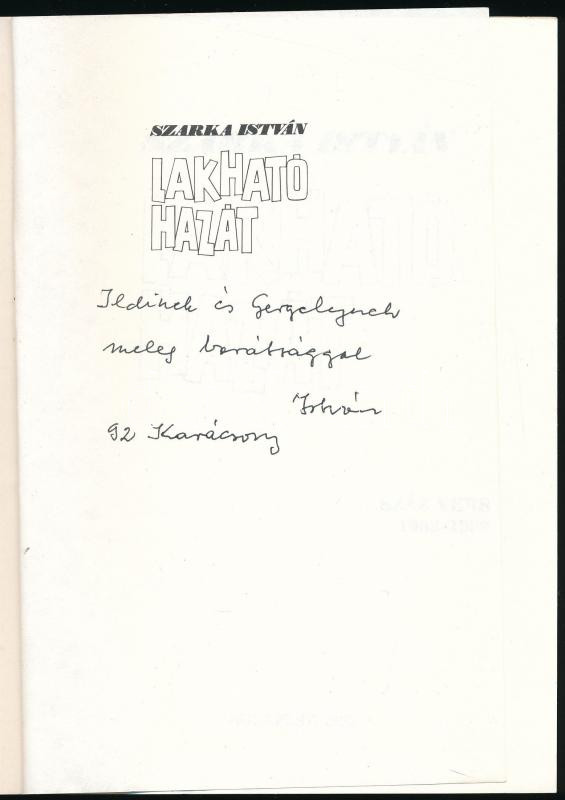 SZARKA ISTVÁN
LAKHATÓ
HAZÁT
Ildinek és Gergelynek
meleg barátsággal
István
92 Karácsony